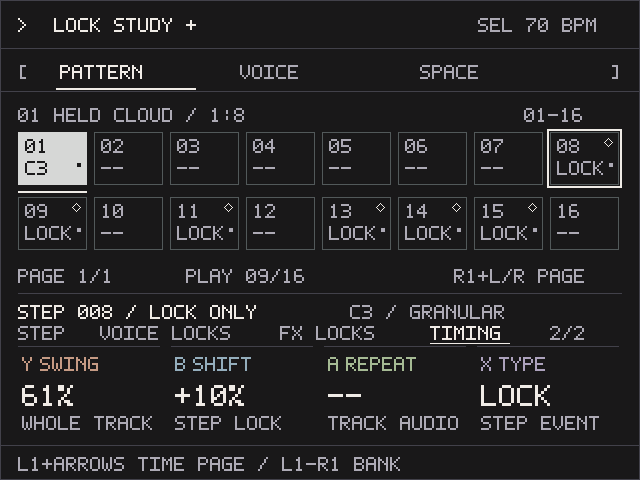 > LOCK STUDY + SEL 70 BPM
[ PATTERN VOICE SPACE ]
01 HELD CLOUD / 1:8 01-16
01 02 03 04 05 06 07 08
C3 -- -- -- -- -- -- LOCK
09 10 11 12 13 14 15 16
LOCK -- LOCK -- LOCK LOCK LOCK --
PAGE 1/1 PLAY 09/16 R1+L/R PAGE
STEP 008 / LOCK ONLY C3 / GRANULAR
STEP VOICE LOCKS FX LOCKS TIMING 2/2
Y SWING B SHIFT A REPEAT X TYPE
61% +10% -- LOCK
WHOLE TRACK STEP LOCK TRACK AUDIO STEP EVENT
L1+ARROWS TIME PAGE / L1-R1 BANK